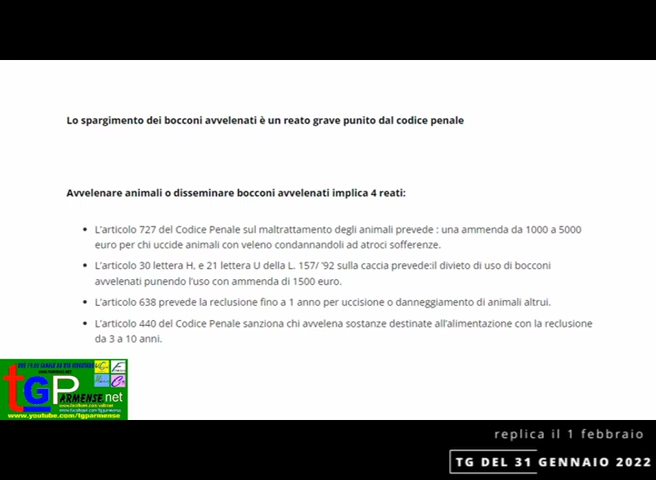 Lo spargimento dei bocconi avvelenati è un reato grave punito dal codice penale
Avvelenare animali o disseminare bocconi avvelenati implica 4 reati:
L'articolo 727 del Codice Penale sul maltrattamento degli animali prevede : una ammenda da 1000 a 5000
euro per chi uccide animali con veleno condannandoli ad atroci sofferenze.
L'articolo 30 lettera H, e 21 lettera U della L. 157/ '92 sulla caccia prevede:il divieto di uso di bocconi
avvelenati punendo l'uso con ammenda di 1500 euro.
L'articolo 638 prevede la reclusione fino a 1 anno per uccisione o danneggiamento di animali altrui.
L'articolo 440 del Codice Penale sanziona chi avvelena sostanze destinate all'alimentazione con la reclusione
da 3 a 10 anni.
tGPARMENSE.net
www.youtube.com/tgparmense
replica il 1 febbraio
TG DEL 31 GENNAIO 2022